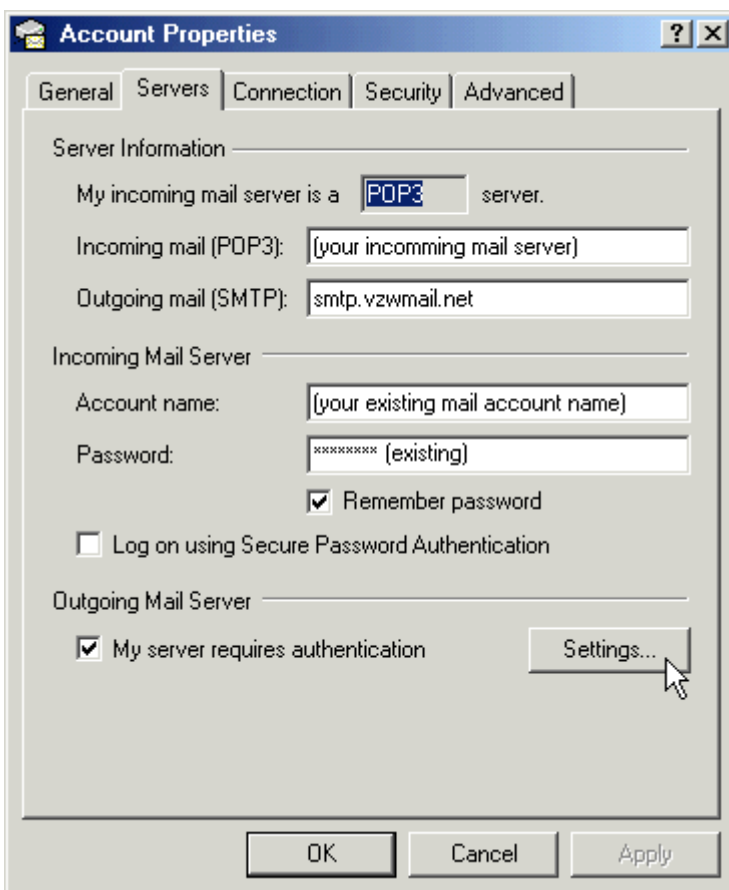 Account Properties
General Servers Connection Security Advanced
Server Information
My incoming mail server is a POP3 server.
Incoming mail (POP3): (your incomming mail server)
Outgoing mail (SMTP): smtp.vzwmail.net
Incoming Mail Server
Account name: (your existing mail account name)
Password: ******** (existing)
Remember password
Log on using Secure Password Authentication
Outgoing Mail Server
My server requires authentication Settings...
OK Cancel Apply